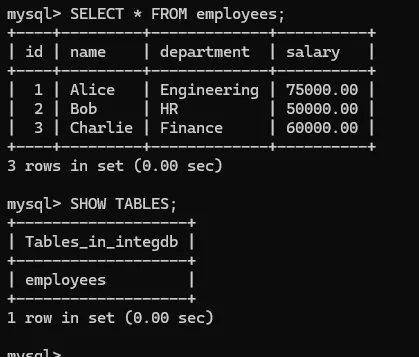 mysql> SELECT * FROM employees;
+----+---------+-------------+----------+
| id | name    | department  | salary   |
+----+---------+-------------+----------+
|  1 | Alice   | Engineering | 75000.00 |
|  2 | Bob     | HR          | 50000.00 |
|  3 | Charlie | Finance     | 60000.00 |
+----+---------+-------------+----------+
3 rows in set (0.00 sec)

mysql> SHOW TABLES;
+-------------------+
| Tables_in_integdb |
+-------------------+
| employees         |
+-------------------+
1 row in set (0.00 sec)

mysql>